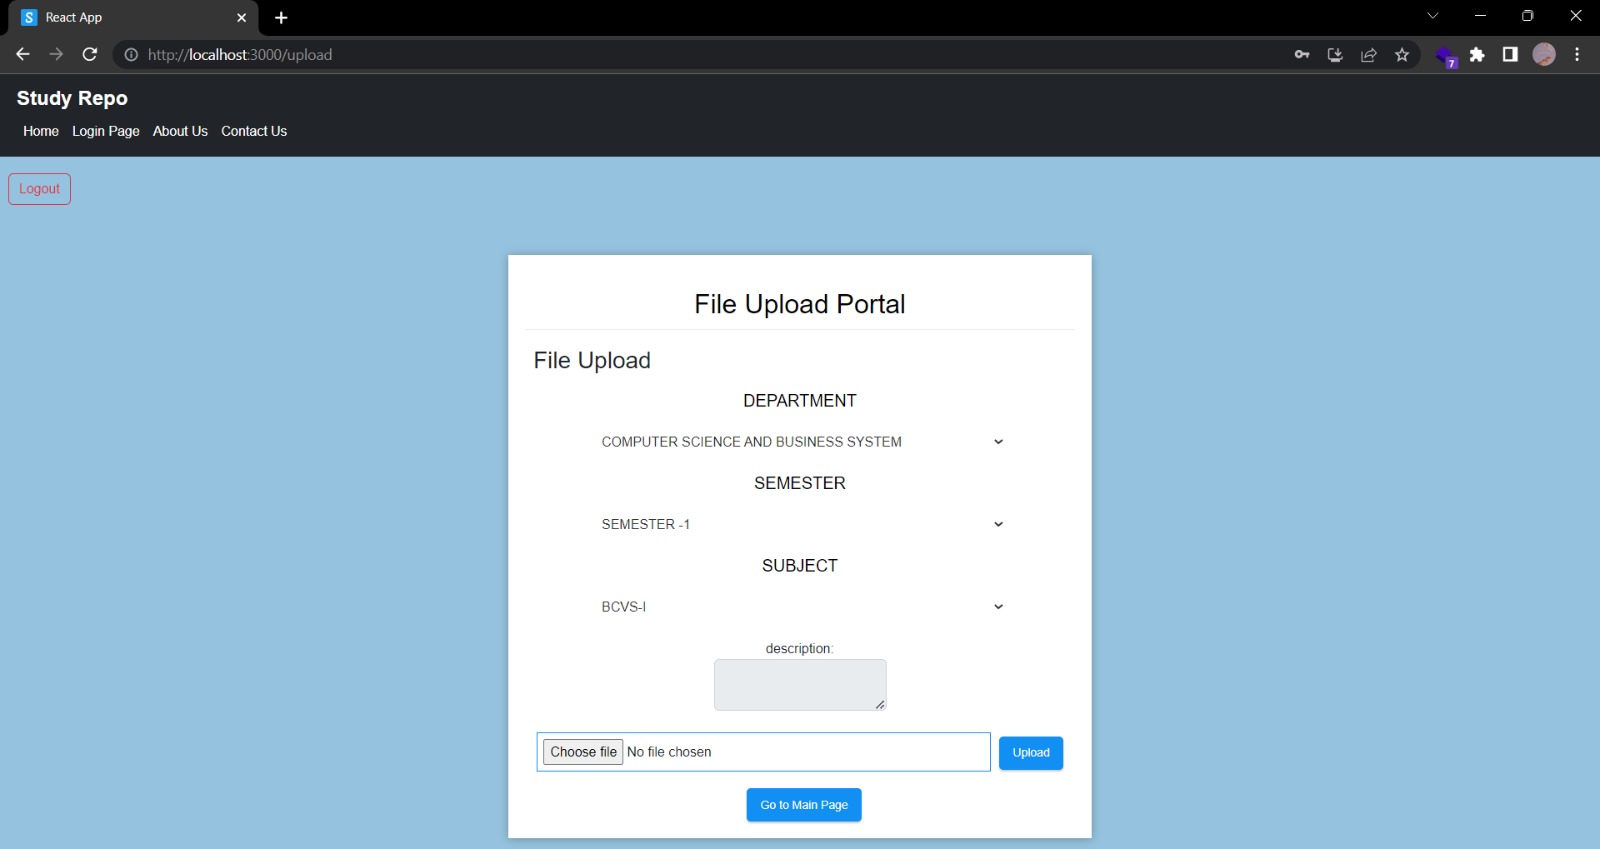 React App
http://localhost:3000/upload
7
Study Repo
Home Login Page About Us Contact Us
Logout
File Upload Portal
File Upload
DEPARTMENT
COMPUTER SCIENCE AND BUSINESS SYSTEM
SEMESTER
SEMESTER -1
SUBJECT
BCVS-I
description:
Choose file No file chosen
Upload
Go to Main Page